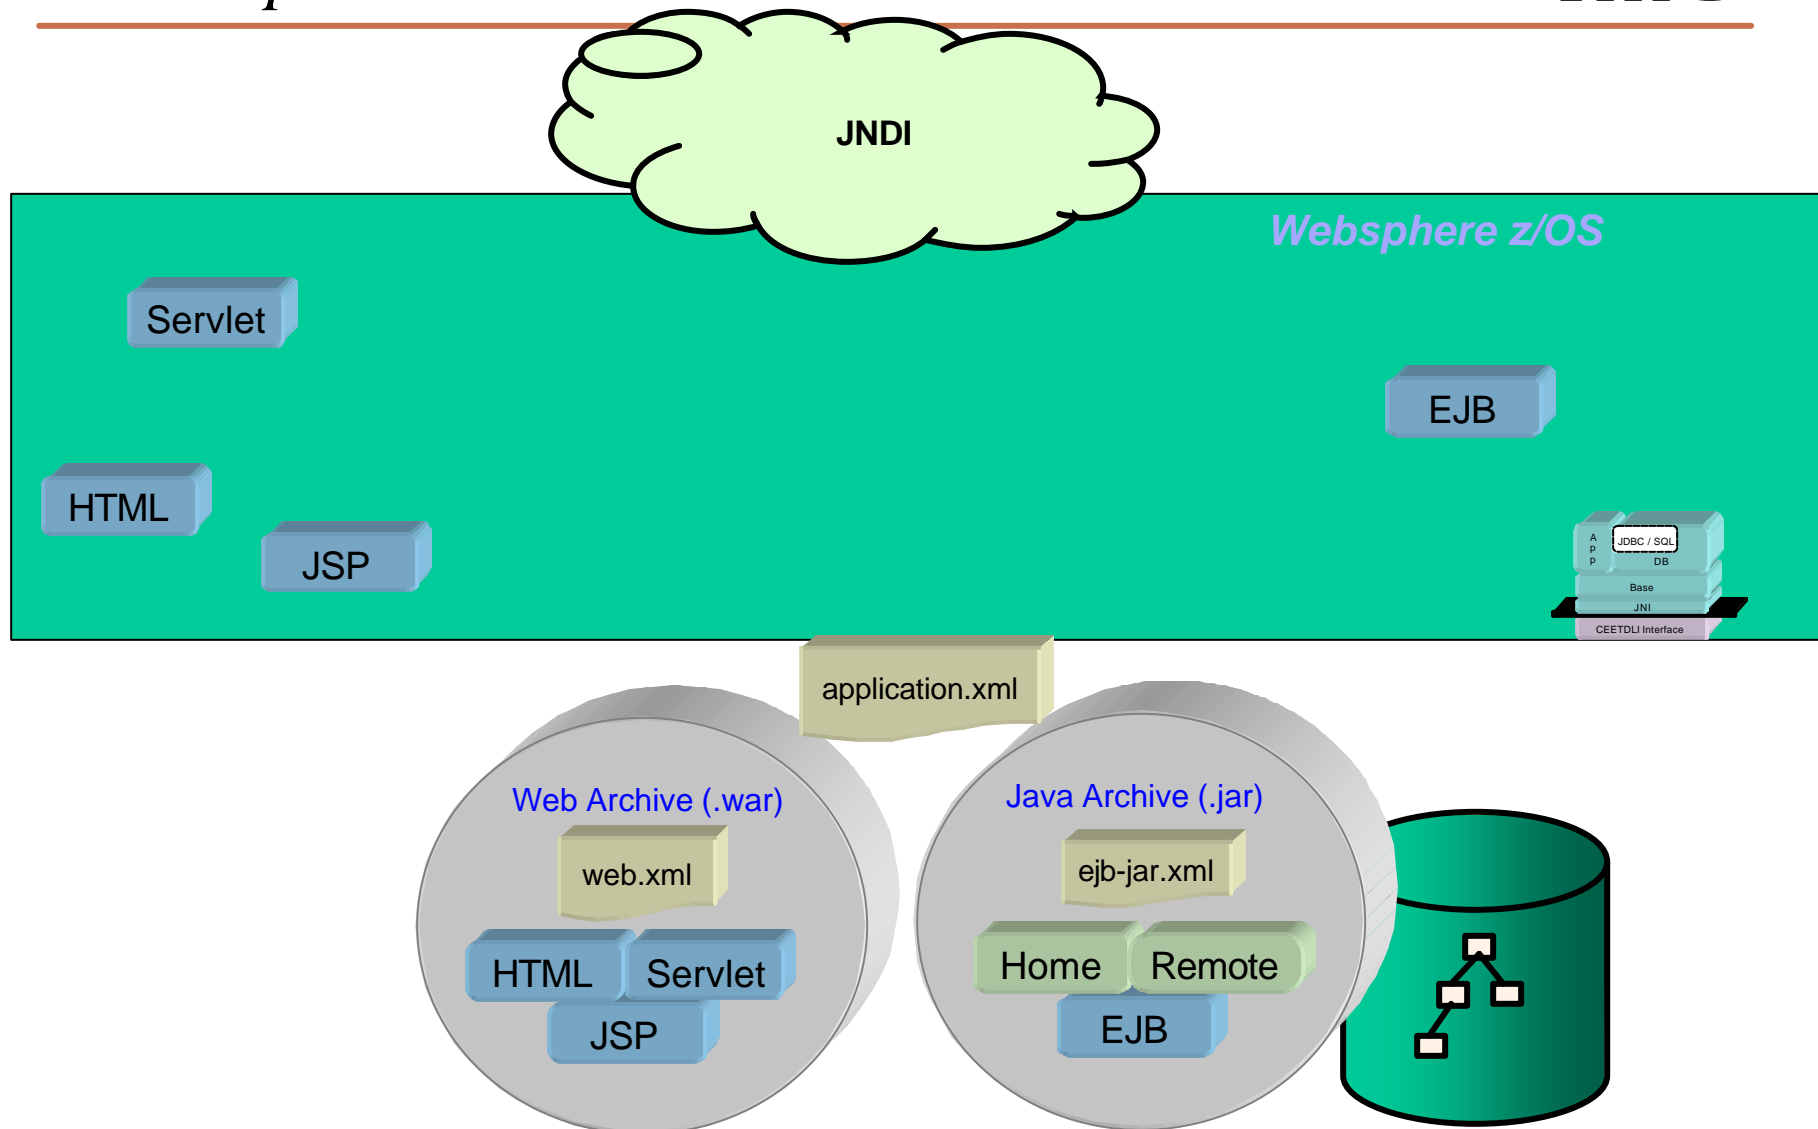 JNDI
Websphere z/OS
Servlet
EJB
HTML
JSP
APP
JDBC / SQL
DB
Base
JNI
CEETDLI Interface
application.xml
Web Archive (.war)
Java Archive (.jar)
web.xml
ejb-jar.xml
HTML
Servlet
JSP
Home
Remote
EJB